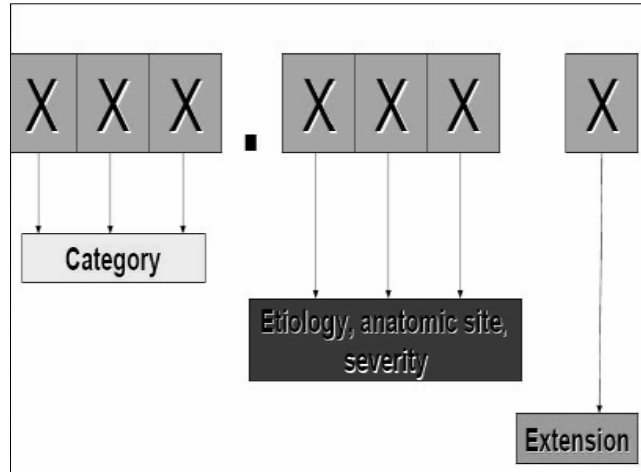 X X X . X X X X
Category
Etiology, anatomic site,
severity
Extension